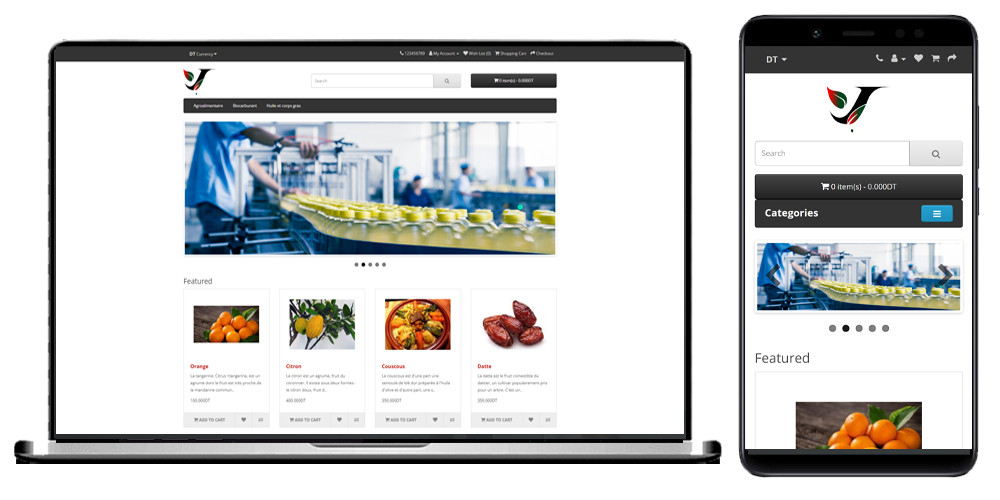 DT Currency
123456789 My Account Wish List (0) Shopping Cart Checkout
Search
0 item(s) - 0.000DT
Agroalimentaire Biocarburant Huile et corps gras
Featured
Orange
La tangerine, Citrus mangarina, est un
agrume dont le fruit est très proche de
la mandarine commun..
100.000DT
ADD TO CART
Citron
Le citron est un agrume, fruit du
citronnier. Il existe sous deux formes :
le citron doux, fruit d..
400.000DT
ADD TO CART
Couscous
Le couscous est d'une part une
semoule de blé dur préparée à l'huile
d'olive et d'autre part, une s..
350.000DT
ADD TO CART
Datte
La datte est le fruit comestible du
dattier, un cultivar populairement pris
pour un arbre. C'est un..
350.000DT
ADD TO CART
DT
Search
0 item(s) - 0.000DT
Categories
Featured